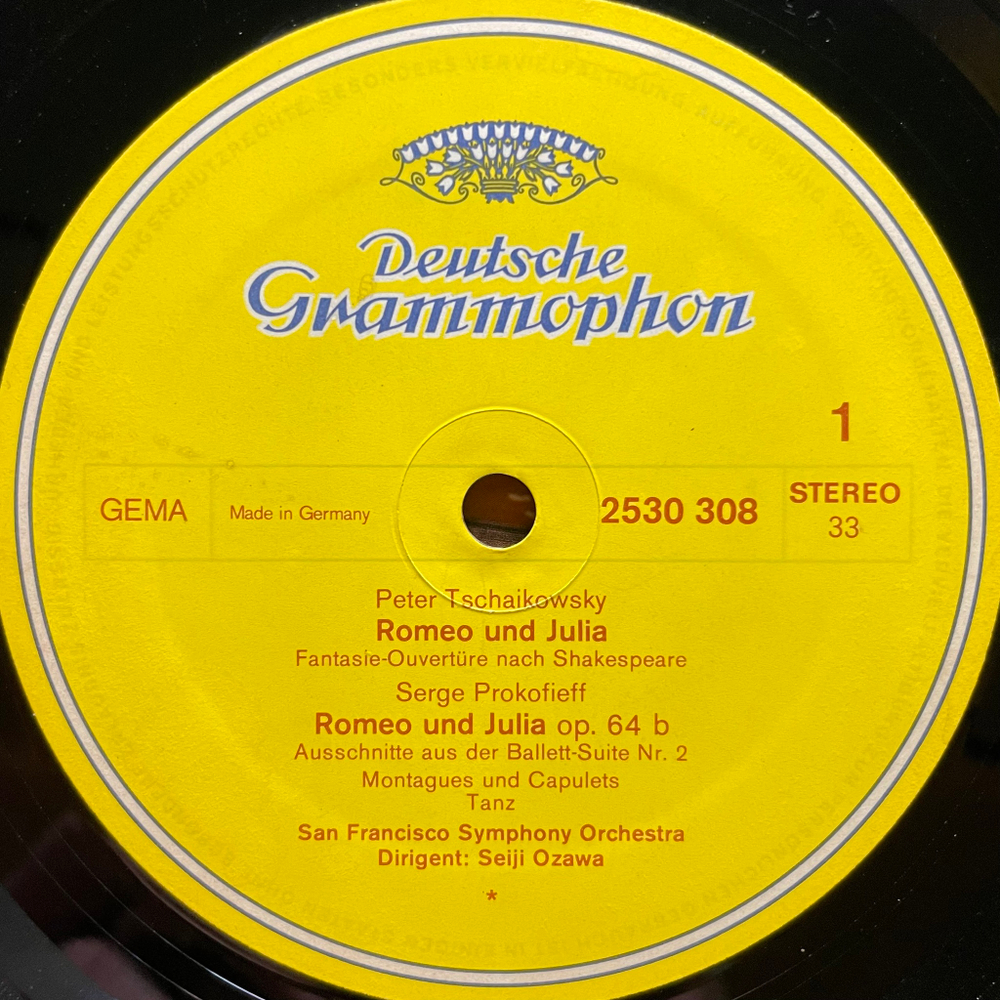 Deutsche
Grammophon
1
GEMA
Made in Germany
2530 308
STEREO
33
Peter Tschaikowsky
Romeo und Julia
Fantasie-Ouvertüre nach Shakespeare
Serge Prokofieff
Romeo und Julia op. 64 b
Ausschnitte aus der Ballett-Suite Nr. 2
Montagues und Capulets
Tanz
San Francisco Symphony Orchestra
Dirigent: Seiji Ozawa
*